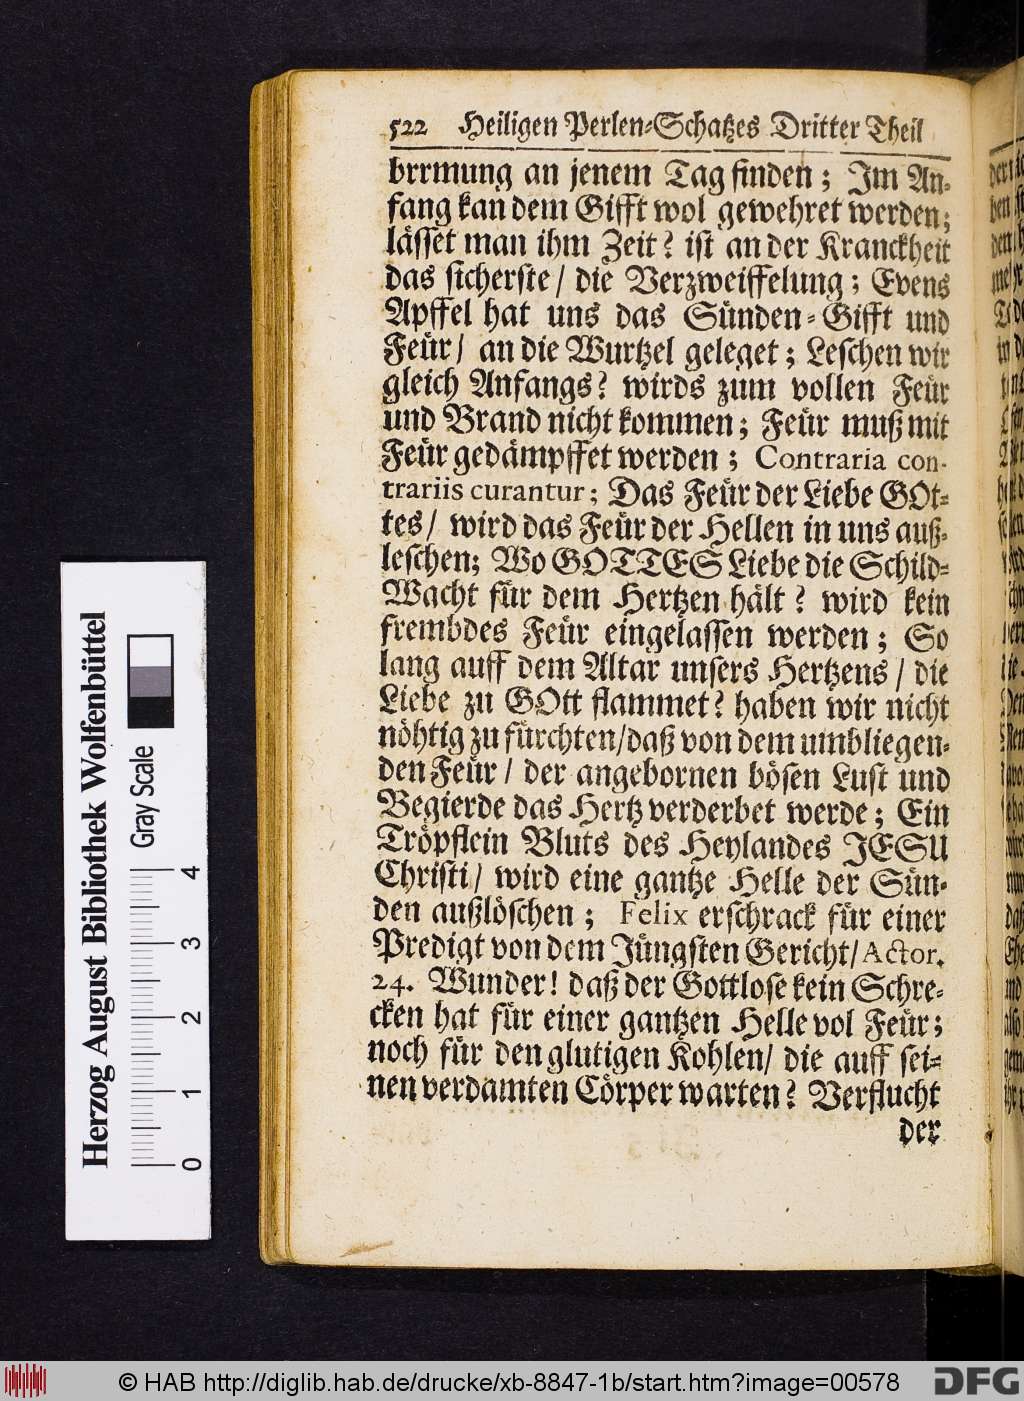 522 Heiligen Perlen-Schatzes Dritter Theil
brrmung an jenem Tag finden; Im An-
fang kan dem Gifft wol gewehret werden;
lässet man ihm Zeit? ist an der Kranckheit
das sicherste/ die Verzweiffelung; Evens
Apffel hat uns das Sünden-Gifft und
Feür/ an die Wurtzel geleget; Leschen wir
gleich Anfangs? wirds zum vollen Feür
und Brand nicht kommen; Feür muß mit
Feür gedämpffet werden; Contraria con-
trariis curantur; Das Feür der Liebe GOt-
tes/ wird das Feür der Hellen in uns auß-
leschen; Wo GOTTES Liebe die Schild-
Wacht für dem Hertzen hält? wird kein
frembdes Feür eingelassen werden; So
lang auff dem Altar unsers Hertzens/ die
Liebe zu GOtt flammet? haben wir nicht
nöhtig zu fürchten/daß von dem umbliegen-
den Feür/ der angebornen bösen Lust und
Begierde das Hertz verderbet werde; Ein
Tröpflein Bluts des Heylandes JESU
Christi/ wird eine gantze Helle der Sün-
den außlöschen; Felix erschrack für einer
Predigt von dem Jüngsten Gericht/Actor.
24. Wunder! daß der Gottlose kein Schre-
cken hat für einer gantzen Helle vol Feür;
noch für den glutigen Kohlen/ die auff sei-
nen verdamten Cörper warten? Verflucht
der
Herzog August Bibliothek Wolfenbüttel
Gray Scale
0 1 2 3 4
© HAB http://diglib.hab.de/drucke/xb-8847-1b/start.htm?image=00578
DFG